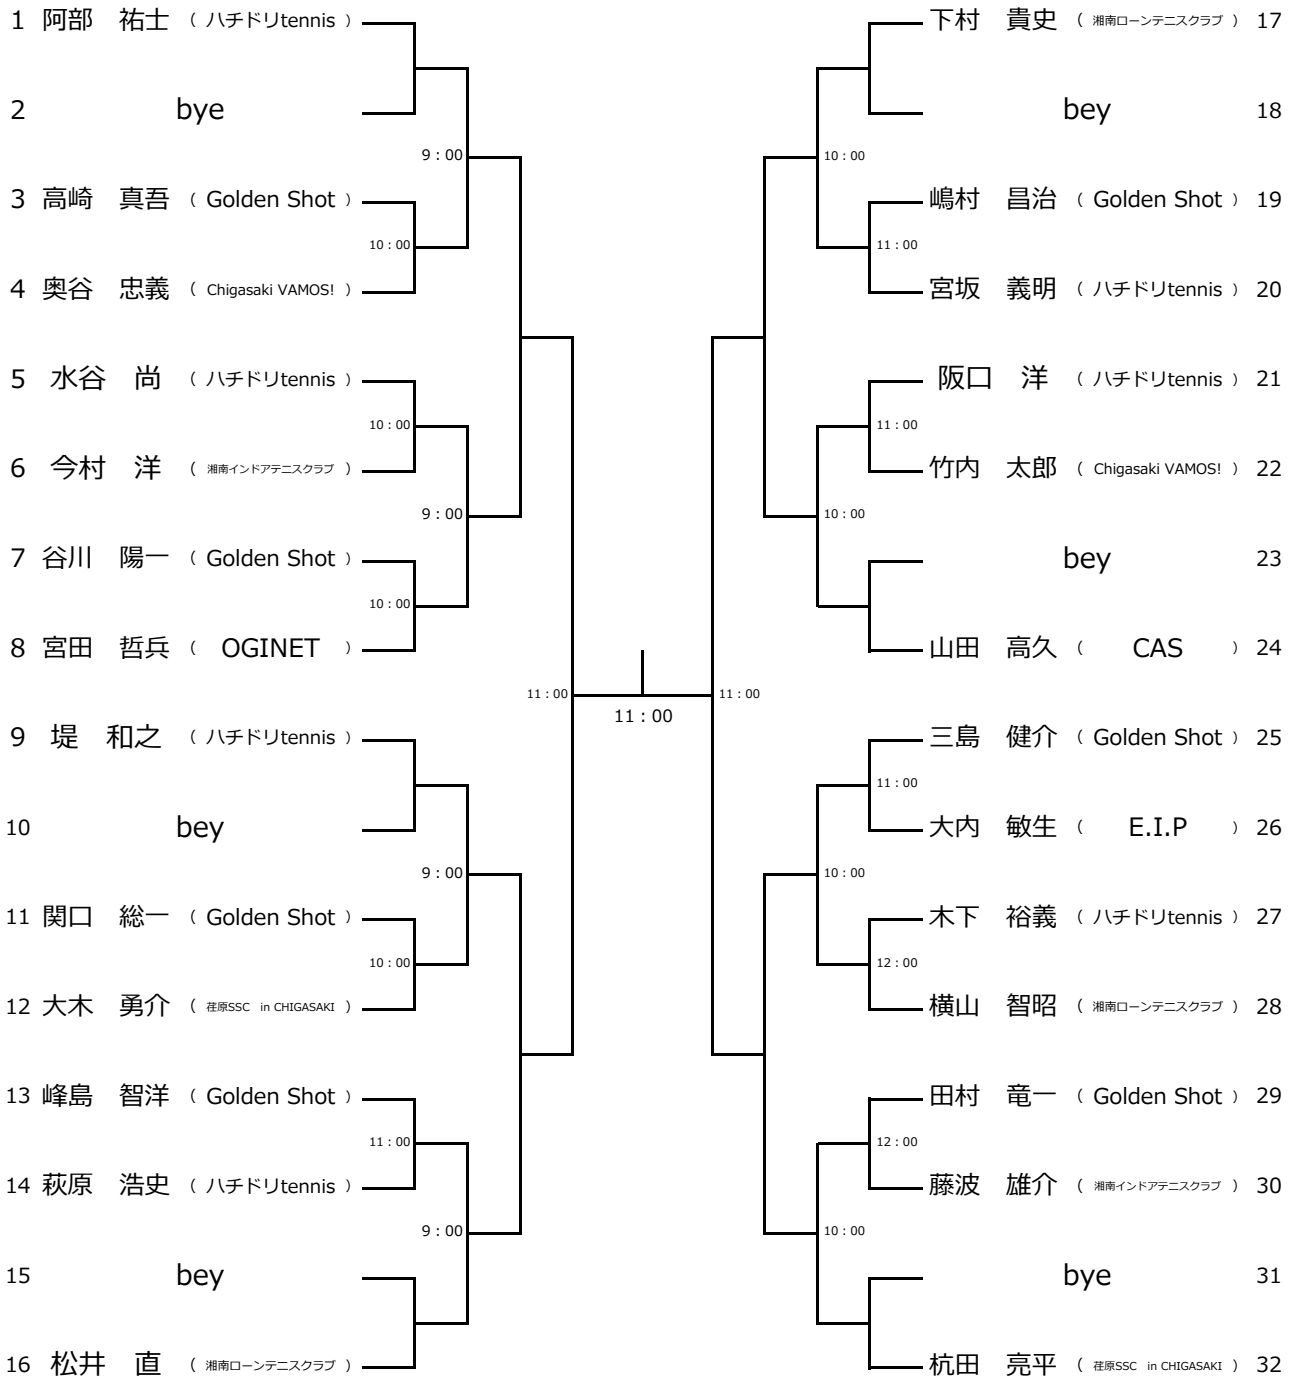 1 阿部 祐士 （ ハチドリtennis ）
2 bye
9：00
3 高崎 真吾 （ Golden Shot ）
10：00
4 奥谷 忠義 （ Chigasaki VAMOS! ）
5 水谷 尚 （ ハチドリtennis ）
10：00
6 今村 洋 （ 湘南インドアテニスクラブ ）
9：00
7 谷川 陽一 （ Golden Shot ）
10：00
8 宮田 哲兵 （ OGINET ）
11：00
9 堤 和之 （ ハチドリtennis ）
10 bey
9：00
11 関口 総一 （ Golden Shot ）
10：00
12 大木 勇介 （ 荏原SSC in CHIGASAKI ）
13 峰島 智洋 （ Golden Shot ）
11：00
14 萩原 浩史 （ ハチドリtennis ）
9：00
15 bey
16 松井 直 （ 湘南ローンテニスクラブ ）
11：00
下村 貴史 （ 湘南ローンテニスクラブ ） 17
bey 18
10：00
嶋村 昌治 （ Golden Shot ） 19
11：00
宮坂 義明 （ ハチドリtennis ） 20
阪口 洋 （ ハチドリtennis ） 21
11：00
竹内 太郎 （ Chigasaki VAMOS! ） 22
10：00
bey 23
山田 高久 （ CAS ） 24
11：00
三島 健介 （ Golden Shot ） 25
11：00
大内 敏生 （ E.I.P ） 26
10：00
木下 裕義 （ ハチドリtennis ） 27
12：00
横山 智昭 （ 湘南ローンテニスクラブ ） 28
田村 竜一 （ Golden Shot ） 29
12：00
藤波 雄介 （ 湘南インドアテニスクラブ ） 30
10：00
bye 31
杭田 亮平 （ 荏原SSC in CHIGASAKI ） 32